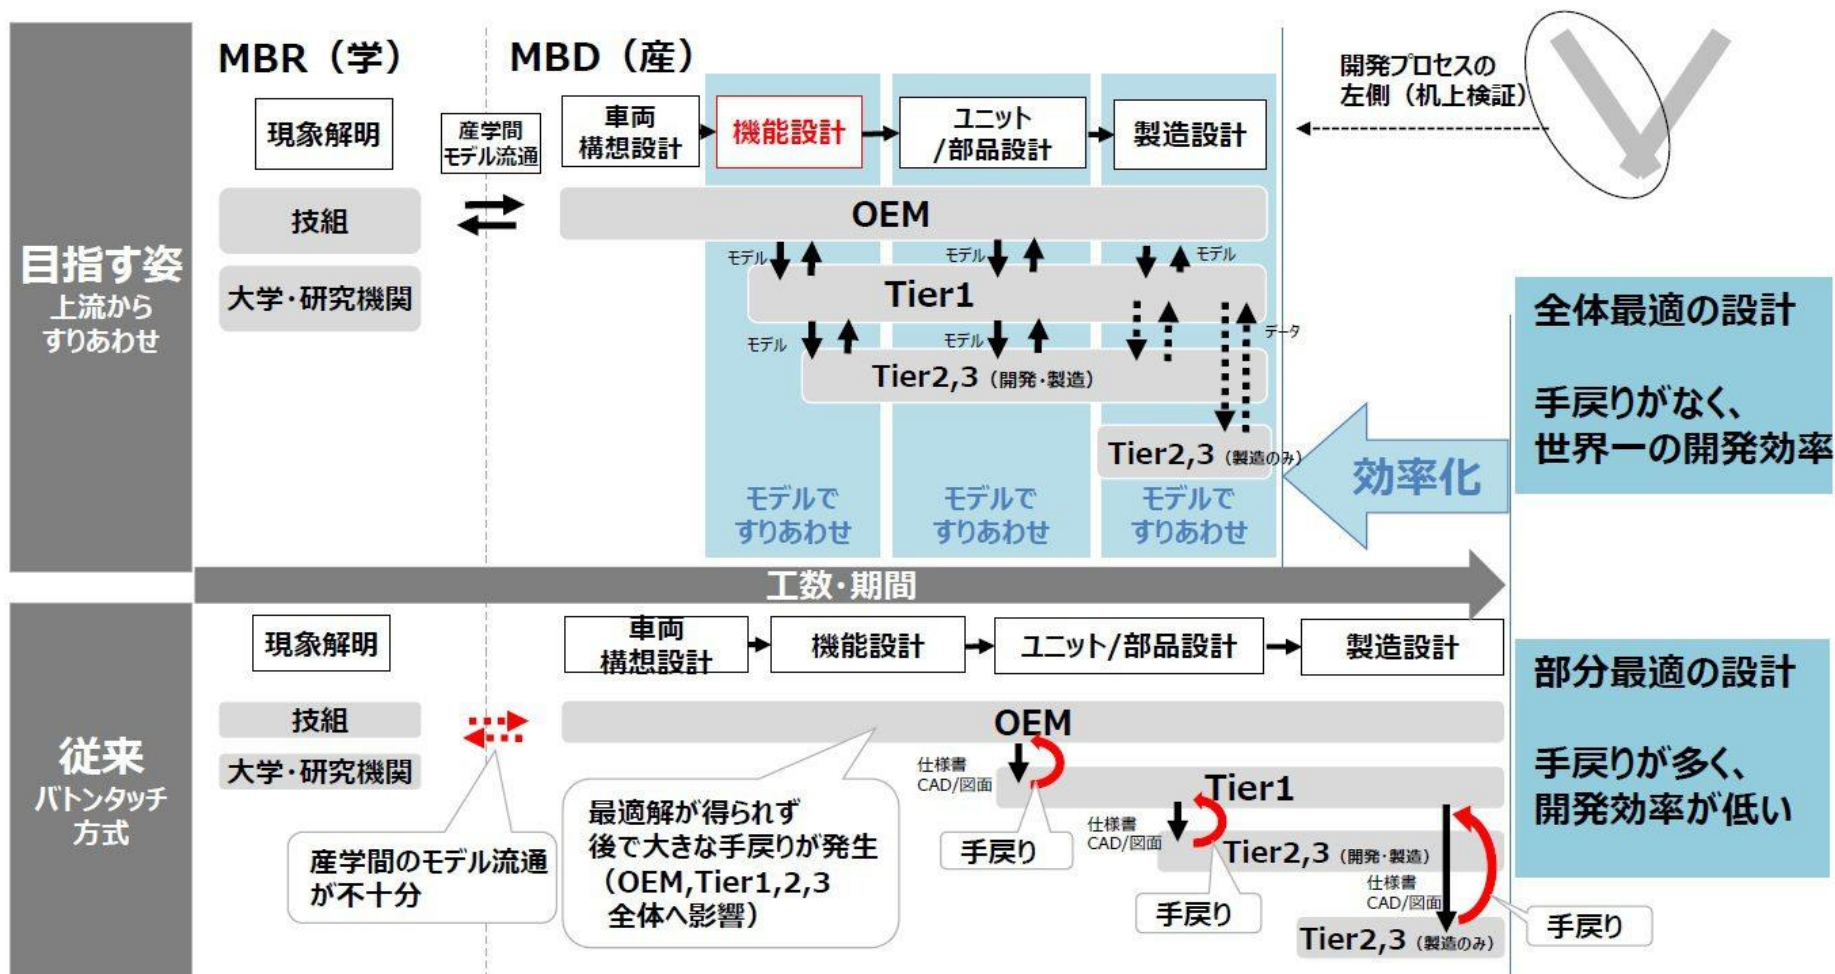 MBR（学）
MBD（産）
現象解明
産学間
モデル流通
車両
構想設計
機能設計
ユニット
/部品設計
製造設計
開発プロセスの
左側（机上検証）
目指す姿
上流から
すりあわせ
技組
大学・研究機関
OEM
モデル
モデル
モデル
Tier1
モデル
モデル
データ
Tier2,3（開発・製造）
Tier2,3（製造のみ）
モデルで
すりあわせ
モデルで
すりあわせ
モデルで
すりあわせ
効率化
全体最適の設計
手戻りがなく、
世界一の開発効率
工数・期間
従来
バトンタッチ
方式
現象解明
車両
構想設計
機能設計
ユニット/部品設計
製造設計
技組
大学・研究機関
OEM
仕様書
CAD/図面
Tier1
手戻り
仕様書
CAD/図面
Tier2,3（開発・製造）
手戻り
仕様書
CAD/図面
Tier2,3（製造のみ）
手戻り
産学間のモデル流通
が不十分
最適解が得られず
後で大きな手戻りが発生
（OEM,Tier1,2,3
全体へ影響）
部分最適の設計
手戻りが多く、
開発効率が低い